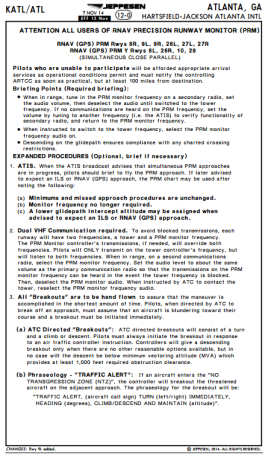 KATL/ATL
JEPPESEN
ATLANTA, GA
7 NOV 14
12-0
HARTSFIELD-JACKSON ATLANTA INTL
EFF 13 Nov
ATTENTION ALL USERS OF RNAV PRECISION RUNWAY MONITOR (PRM)
RNAV (GPS) PRM Rwys 8R, 9L, 9R, 26L, 27L, 27R
RNAV (GPS) PRM Y Rwys 8L, 26R, 10, 28
(SIMULTANEOUS CLOSE PARALLEL)
Pilots who are unable to participate will be afforded appropriate arrival
services as operational conditions permit and must notify the controlling
ARTCC as soon as practical, but at least 100 miles from destination.
Briefing Points (Required briefing):
• When in range, tune in the PRM monitor frequency on a secondary radio, set
the audio volume, then deselect the audio until switched to the tower
frequency. If no communications are heard on the PRM frequency, set the
volume by tuning to another frequency (i.e. the ATIS) to verify functionality of
secondary radio, and return to the PRM monitor frequency.
• When instructed to switch to the tower frequency, select the PRM monitor
frequency audio on.
• Descending on the glidepath ensures compliance with any charted crossing
restrictions.
EXPANDED PROCEDURES (Optional, brief if necessary)
1. ATIS. When the ATIS broadcast advises that simultaneous PRM approaches
are in progress, pilots should brief to fly the PRM approach. If later advised
to expect an ILS or RNAV (GPS) approach, the PRM chart may be used after
noting the following:
(a) Minimums and missed approach procedures are unchanged.
(b) Monitor frequency no longer required.
(c) A lower glidepath intercept altitude may be assigned when
advised to expect an ILS or RNAV (GPS) approach.
2. Dual VHF Communication required. To avoid blocked transmissions, each
runway will have two frequencies, a tower and a PRM monitor frequency.
The PRM Monitor controller's transmissions, if needed, will override both
frequencies. Pilots will ONLY transmit on the tower controller's frequency, but
will listen to both frequencies. When in range, on a second communications
radio, select the PRM monitor frequency. Set the audio level to about the same
volume as the primary communication radio so that the transmissions on the PRM
monitor frequency can be heard in the event the tower frequency is blocked.
Then, deselect the PRM monitor audio. When instructed by ATC to contact the
tower, reselect the PRM monitor frequency audio.
3. All "Breakouts" are to be hand flown to assure that the maneuver is
accomplished in the shortest amount of time. Pilots, when directed by ATC to
break off an approach, must assume that an aircraft is blundering toward their
course and a breakout must be initiated immediately.
(a) ATC Directed "Breakouts": ATC directed breakouts will consist of a turn
and a climb or descent. Pilots must always initiate the breakout in response
to an air traffic controller instruction. Controllers will give a descending
breakout only when there are no other reasonable options available, but in
no case will the descent be below minimum vectoring altitude (MVA) which
provides at least 1,000 feet required obstruction clearance.
(b) Phraseology - "TRAFFIC ALERT": If an aircraft enters the "NO
TRANSGRESSION ZONE (NTZ)", the controller will breakout the threatened
aircraft on the adjacent approach. The phraseology for the breakout will be:
"TRAFFIC ALERT, (aircraft call sign) TURN (left/right) IMMEDIATELY,
HEADING (degrees), CLIMB/DESCEND AND MAINTAIN (altitude)".
CHANGES: Rwy R. added.
© JEPPESEN, 2014. ALL RIGHTS RESERVED.